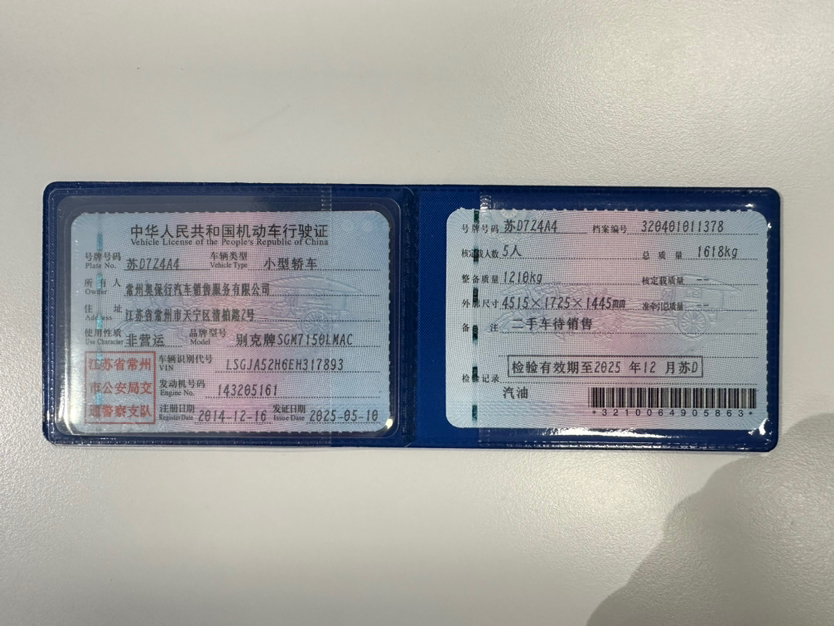 中华人民共和国机动车行驶证
Vehicle License of the People's Republic of China
号牌号码 苏D7Z4A4 车辆类型 小型轿车
Plate No. Vehicle Type
所有人 常州奥保行汽车销售服务有限公司
Owner
住址 江苏省常州市天宁区青柏路2号
Address
使用性质 非营运 品牌型号 别克牌SGM7150LMAC
Use Character Model
江苏省常州
市公安局交
通警察支队
车辆识别代号 LSGJA52H6EH317893
VIN
发动机号码 143205161
Engine No.
注册日期 2014-12-16 发证日期 2025-05-10
Register Date Issue Date
号牌号码 苏D7Z4A4 档案编号 320401011378
核定载人数 5人 总质量 1618kg
整备质量 1210kg 核定载质量 --
外廓尺寸 4515×1725×1445mm 准牵引总质量 --
备注 二手车待销售
检验记录 检验有效期至2025年12月苏D
汽油
*3210064905863*